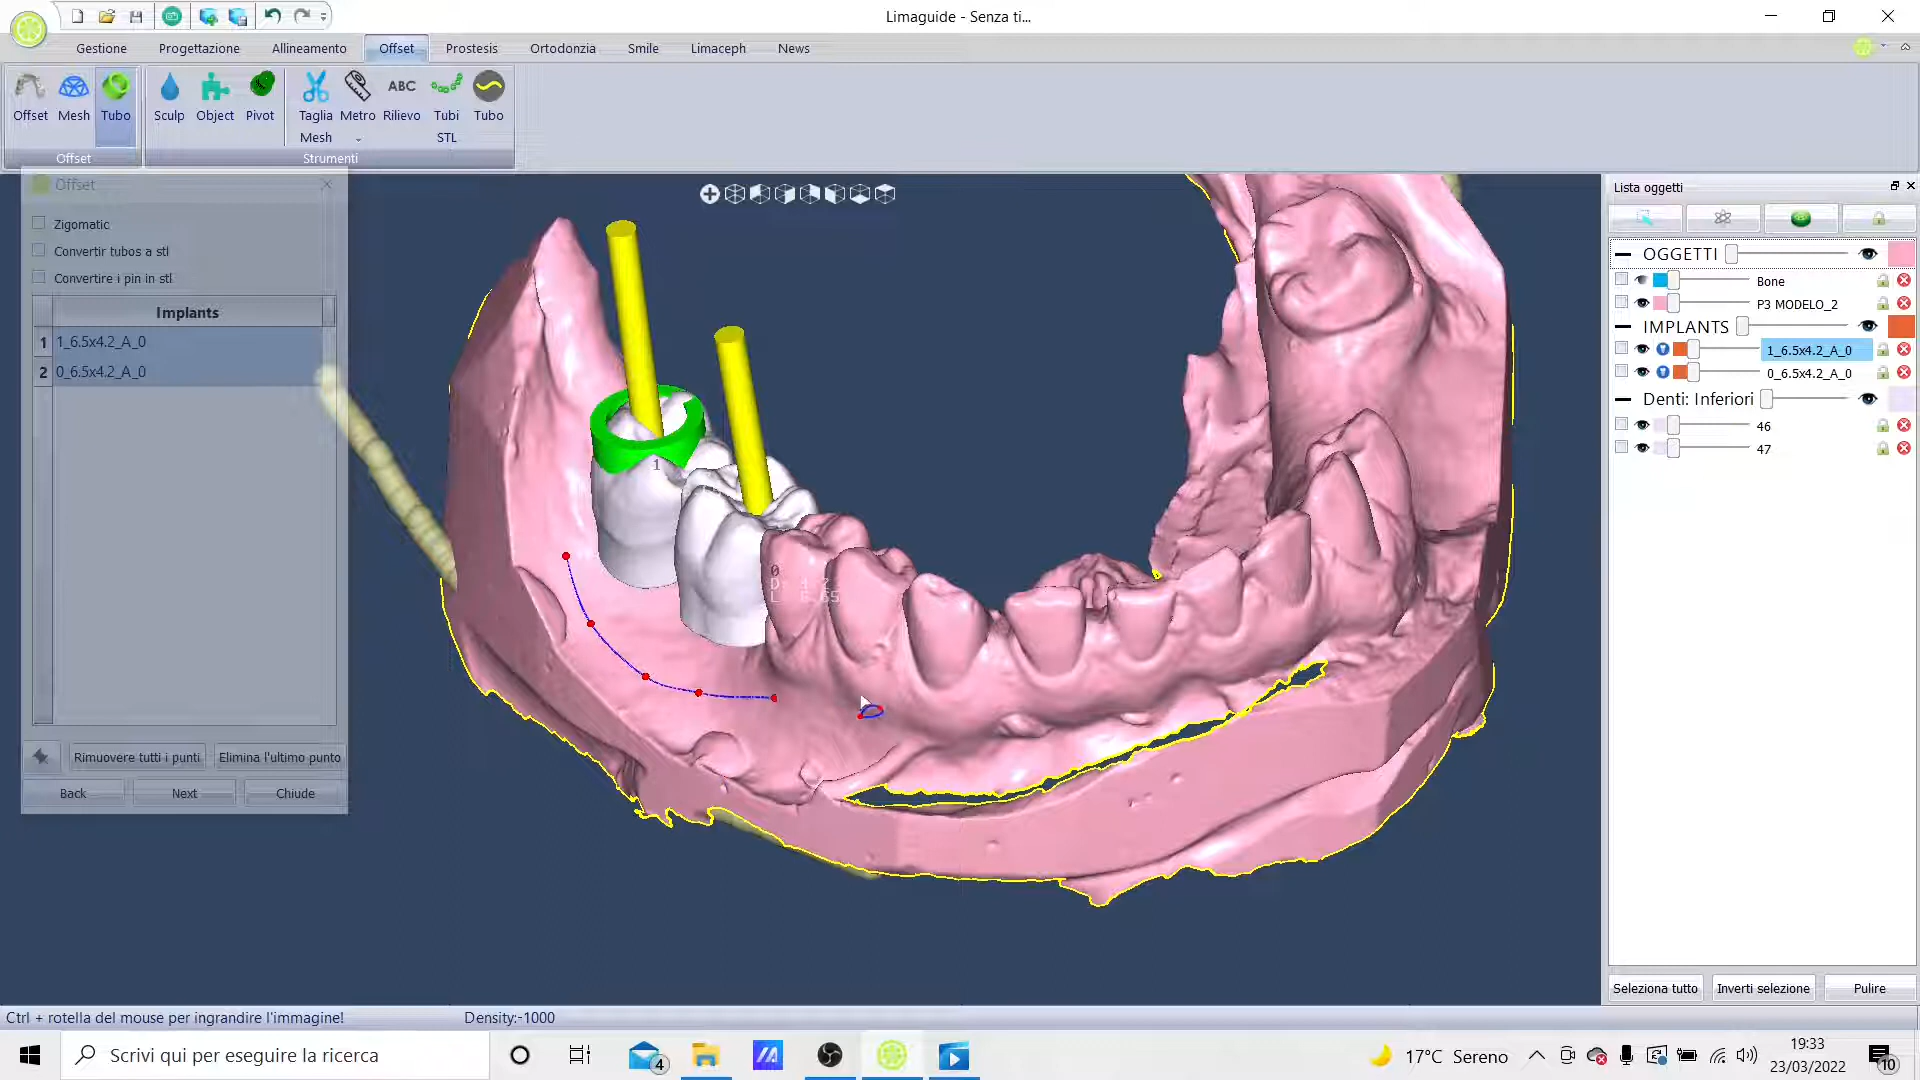 Limaguide - Senza ti...
Gestione Progettazione Allineamento Offset Prostesis Ortodonzia Smile Limaceph News
Offset Mesh Tubo Sculp Object Pivot Taglia Mesh Metro ABC Rilievo Tubi STL Tubo
Offset Strumenti
Offset
Zigomatic
Convertir tubos a stl
Convertire i pin in stl
Implants
1 1_6.5x4.2_A_0
2 0_6.5x4.2_A_0
Rimuovere tutti i punti Elimina l'ultimo punto
Back Next Chiude
1
0
Lista oggetti
OGGETTI
Bone
P3 MODELO_2
IMPLANTS
1_6.5x4.2_A_0
0_6.5x4.2_A_0
Denti: Inferiori
46
47
Seleziona tutto Inverti selezione Pulire
Ctrl + rotella del mouse per ingrandire l'immagine! Density:-1000
Scrivi qui per eseguire la ricerca
4
17°C Sereno
19:33
23/03/2022
10